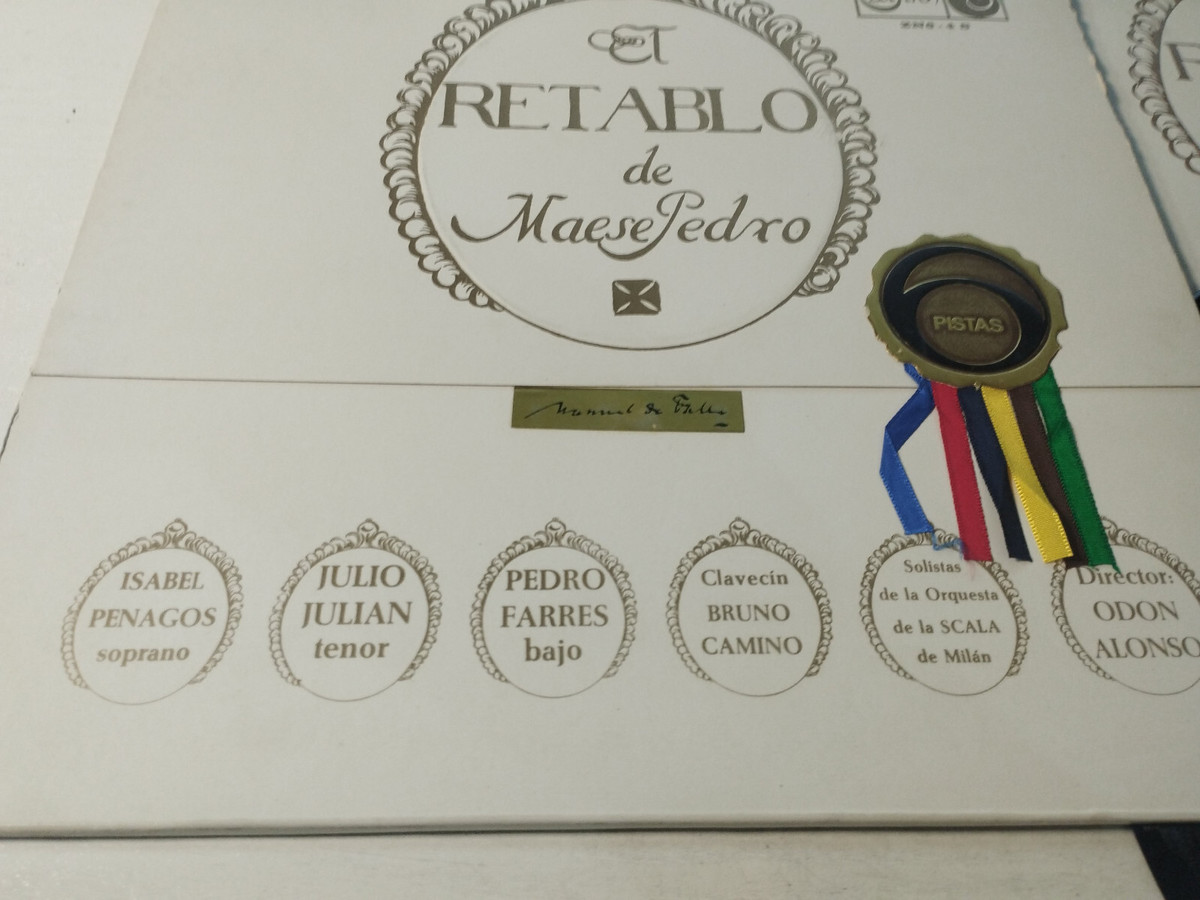 El
RETABLO
de
Maese Pedro
PISTAS
Manuel de Falla
ISABEL
PENAGOS
soprano
JULIO
JULIAN
tenor
PEDRO
FARRES
bajo
Clavecín
BRUNO
CAMINO
Solistas
de la Orquesta
de la SCALA
de Milán
Director:
ODON
ALONSO